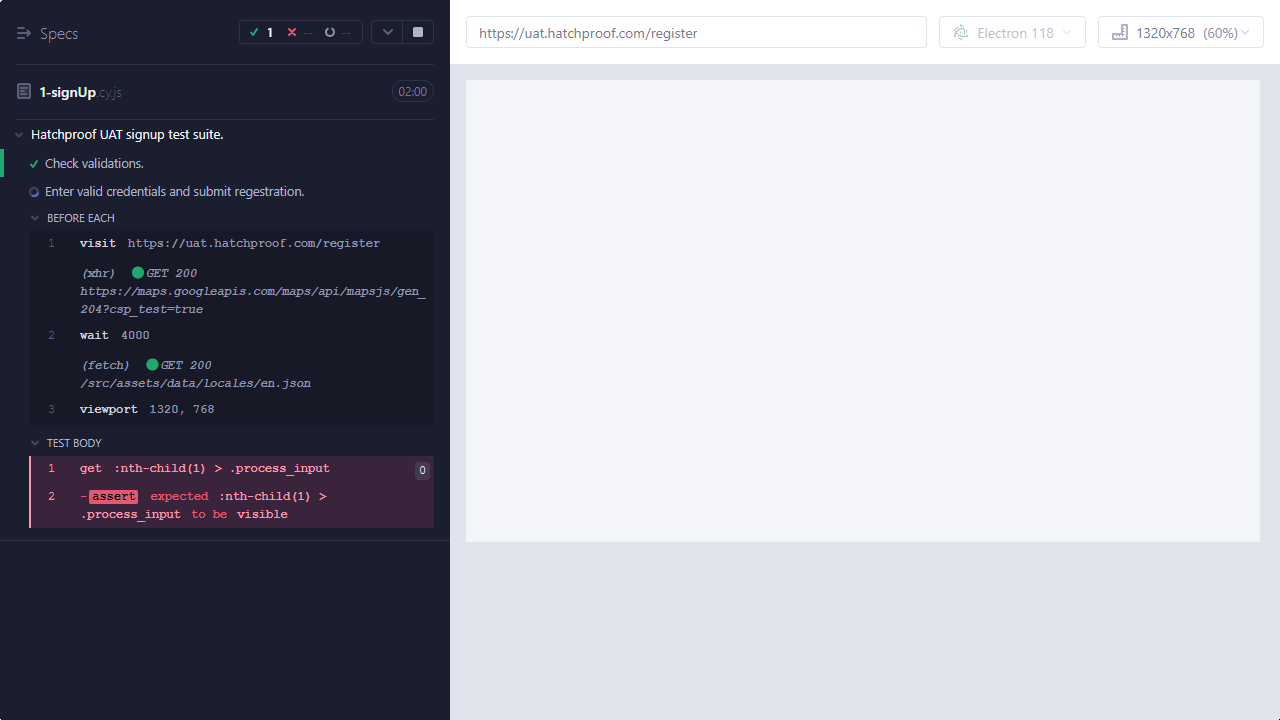 Specs
1
--
--
https://uat.hatchproof.com/register
Electron 118
1320x768 (60%)
1-signUp.cy.js
02:00
Hatchproof UAT signup test suite.
Check validations.
Enter valid credentials and submit regestration.
BEFORE EACH
1 visit https://uat.hatchproof.com/register
(xhr) GET 200
https://maps.googleapis.com/maps/api/mapsjs/gen_
204?csp_test=true
2 wait 4000
(fetch) GET 200
/src/assets/data/locales/en.json
3 viewport 1320, 768
TEST BODY
1 get :nth-child(1) > .process_input 0
2 -assert expected :nth-child(1) >
.process_input to be visible